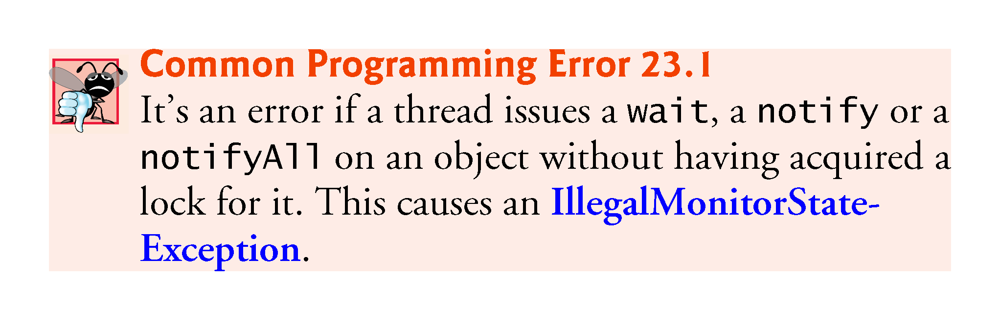 Common Programming Error 23.1
It’s an error if a thread issues a wait, a notify or a
notifyAll on an object without having acquired a
lock for it. This causes an IllegalMonitorState-
Exception.